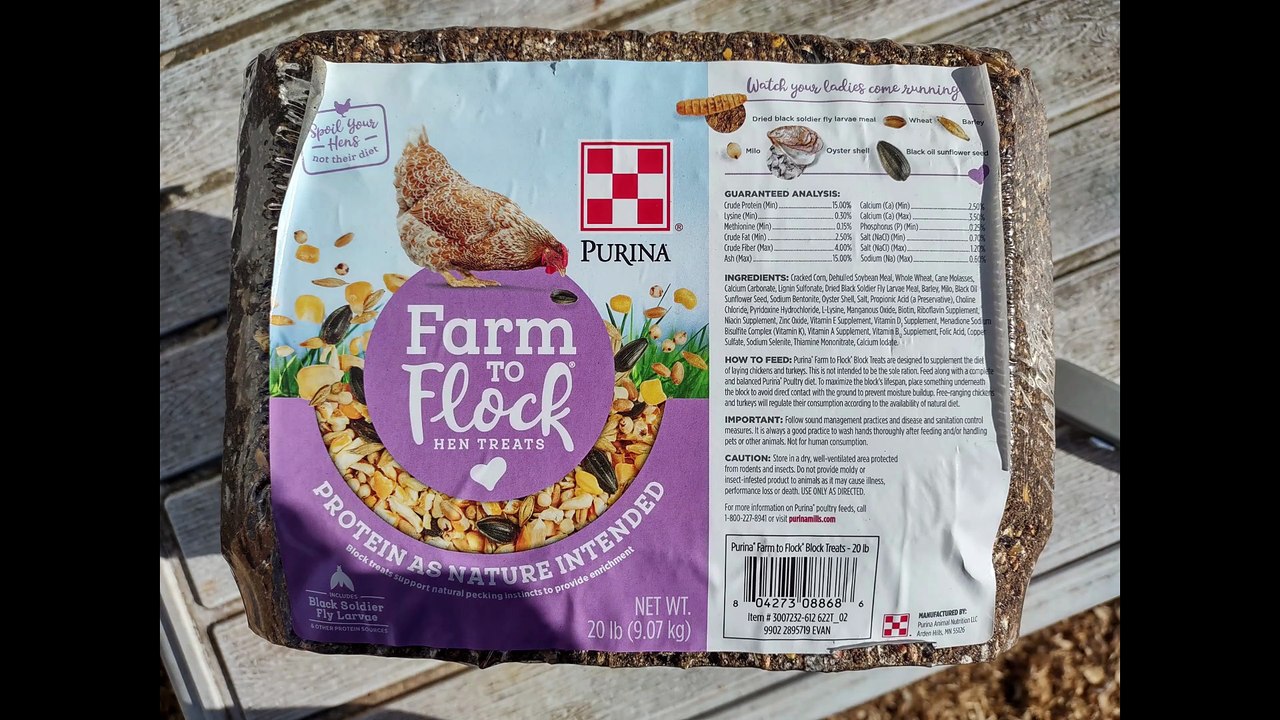 Spoil Your
Hens
not their diet
PURINA®
Farm
TO
Flock®
HEN TREATS
PROTEIN AS NATURE INTENDED
Block treats support natural pecking instincts to provide enrichment
INCLUDES
Black Soldier
Fly Larvae
& OTHER PROTEIN SOURCES
NET WT.
20 lb (9.07 kg)
Watch your ladies come running
Dried black soldier fly larvae meal Wheat Barley
Milo Oyster shell Black oil sunflower seed
GUARANTEED ANALYSIS:
Crude Protein (Min) 15.00%
Lysine (Min) 0.30%
Methionine (Min) 0.15%
Crude Fat (Min) 2.50%
Crude Fiber (Max) 4.00%
Ash (Max) 15.00%
Calcium (Ca) (Min) 2.50%
Calcium (Ca) (Max) 3.50%
Phosphorus (P) (Min) 0.25%
Salt (NaCl) (Min) 0.70%
Salt (NaCl) (Max) 1.20%
Sodium (Na) (Max) 0.60%
INGREDIENTS: Cracked Corn, Dehulled Soybean Meal, Whole Wheat, Cane Molasses,
Calcium Carbonate, Lignin Sulfonate, Dried Black Soldier Fly Larvae Meal, Barley, Milo, Black Oil
Sunflower Seed, Sodium Bentonite, Oyster Shell, Salt, Propionic Acid (a Preservative), Choline
Chloride, Pyridoxine Hydrochloride, L-Lysine, Manganous Oxide, Biotin, Riboflavin Supplement,
Niacin Supplement, Zinc Oxide, Vitamin E Supplement, Vitamin D₃ Supplement, Menadione Sodium
Bisulfite Complex (Vitamin K), Vitamin A Supplement, Vitamin B₁₂ Supplement, Folic Acid, Copper
Sulfate, Sodium Selenite, Thiamine Mononitrate, Calcium Iodate.
HOW TO FEED: Purina® Farm to Flock® Block Treats are designed to supplement the diet
of laying chickens and turkeys. This is not intended to be the sole ration. Feed along with a complete
and balanced Purina® Poultry diet. To maximize the block's lifespan, place something underneath
the block to avoid direct contact with the ground to prevent moisture buildup. Free-ranging chickens
and turkeys will regulate their consumption according to the availability of natural diet.
IMPORTANT: Follow sound management practices and disease and sanitation control
measures. It is always a good practice to wash hands thoroughly after feeding and/or handling
pets or other animals. Not for human consumption.
CAUTION: Store in a dry, well-ventilated area protected
from rodents and insects. Do not provide moldy or
insect-infested product to animals as it may cause illness,
performance loss or death. USE ONLY AS DIRECTED.
For more information on Purina® poultry feeds, call
1-800-227-8941 or visit purinamills.com
Purina® Farm to Flock® Block Treats - 20 lb
8 04273 08868 6
Item # 3007232-612 622T_02
9902 2895719 EVAN
MANUFACTURED BY:
Purina Animal Nutrition LLC
Arden Hills, MN 55126